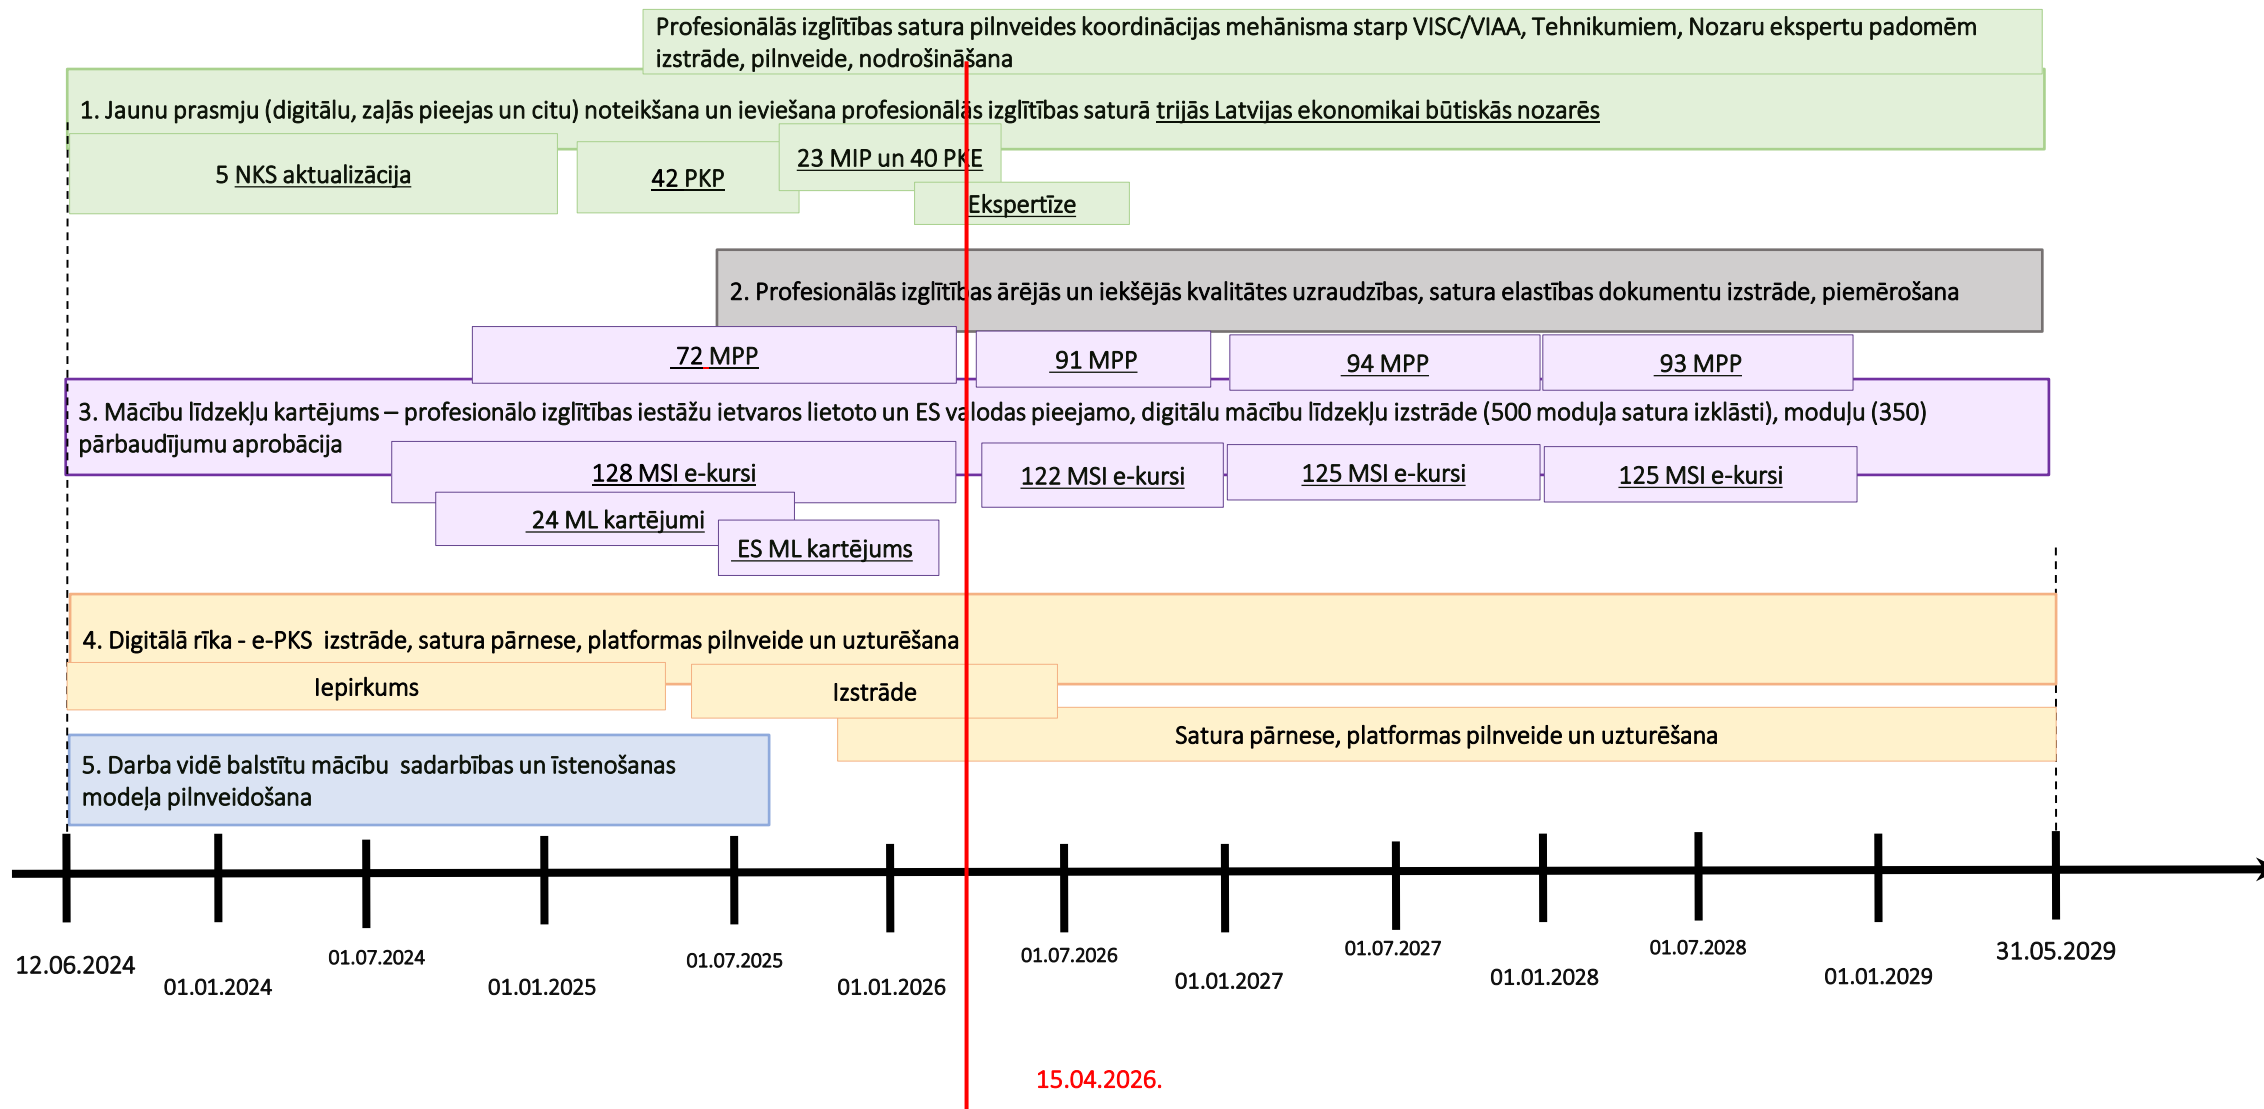 Profesionālās izglītības satura pilnveides koordinācijas mehānisma starp VISC/VIAA, Tehnikumiem, Nozaru ekspertu padomēm
izstrāde, pilnveide, nodrošināšana
1. Jaunu prasmju (digitālu, zaļās pieejas un citu) noteikšana un ieviešana profesionālās izglītības saturā trijās Latvijas ekonomikai būtiskās nozarēs
5 NKS aktualizācija
42 PKP
23 MIP un 40 PKE
Ekspertīze
2. Profesionālās izglītības ārējās un iekšējās kvalitātes uzraudzības, satura elastības dokumentu izstrāde, piemērošana
72 MPP
91 MPP
94 MPP
93 MPP
3. Mācību līdzekļu kartējums – profesionālo izglītības iestāžu ietvaros lietoto un ES valodas pieejamo, digitālu mācību līdzekļu izstrāde (500 moduļa satura izklāsti), moduļu (350)
pārbaudījumu aprobācija
128 MSI e-kursi
122 MSI e-kursi
125 MSI e-kursi
125 MSI e-kursi
24 ML kartējumi
ES ML kartējums
4. Digitālā rīka - e-PKS izstrāde, satura pārnese, platformas pilnveide un uzturēšana
Iepirkums
Izstrāde
Satura pārnese, platformas pilnveide un uzturēšana
5. Darba vidē balstītu mācību sadarbības un īstenošanas
modeļa pilnveidošana
12.06.2024
01.01.2024
01.07.2024
01.01.2025
01.07.2025
01.01.2026
01.07.2026
01.01.2027
01.07.2027
01.01.2028
01.07.2028
01.01.2029
31.05.2029
15.04.2026.